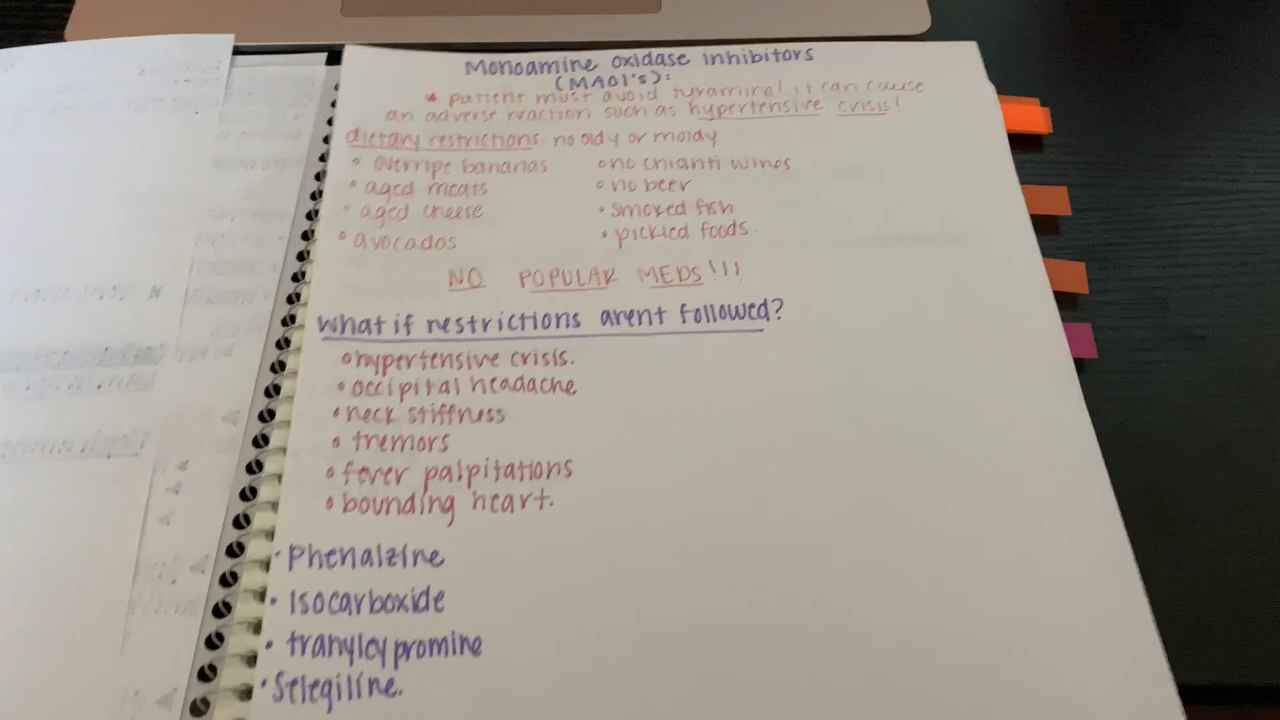 Monoamine oxidase inhibitors
(MAOI's):
* patient must avoid tyramine! it can cause
an adverse reaction such as hypertensive crisis!
dietary restrictions no aldy or moldy
• overripe bananas
• aged meats
• aged cheese
• avocados
• no chianti wines
• no beer
• smoked fish
• pickled foods.
NO POPULAR MEDS!!!
What if restrictions arent followed?
• hypertensive crisis.
• occipital headache
• neck stiffness
• tremors
• fever palpitations
• bounding heart.
• Phenalzine
• Isocarboxide
• tranylcypromine
• Selegiline.